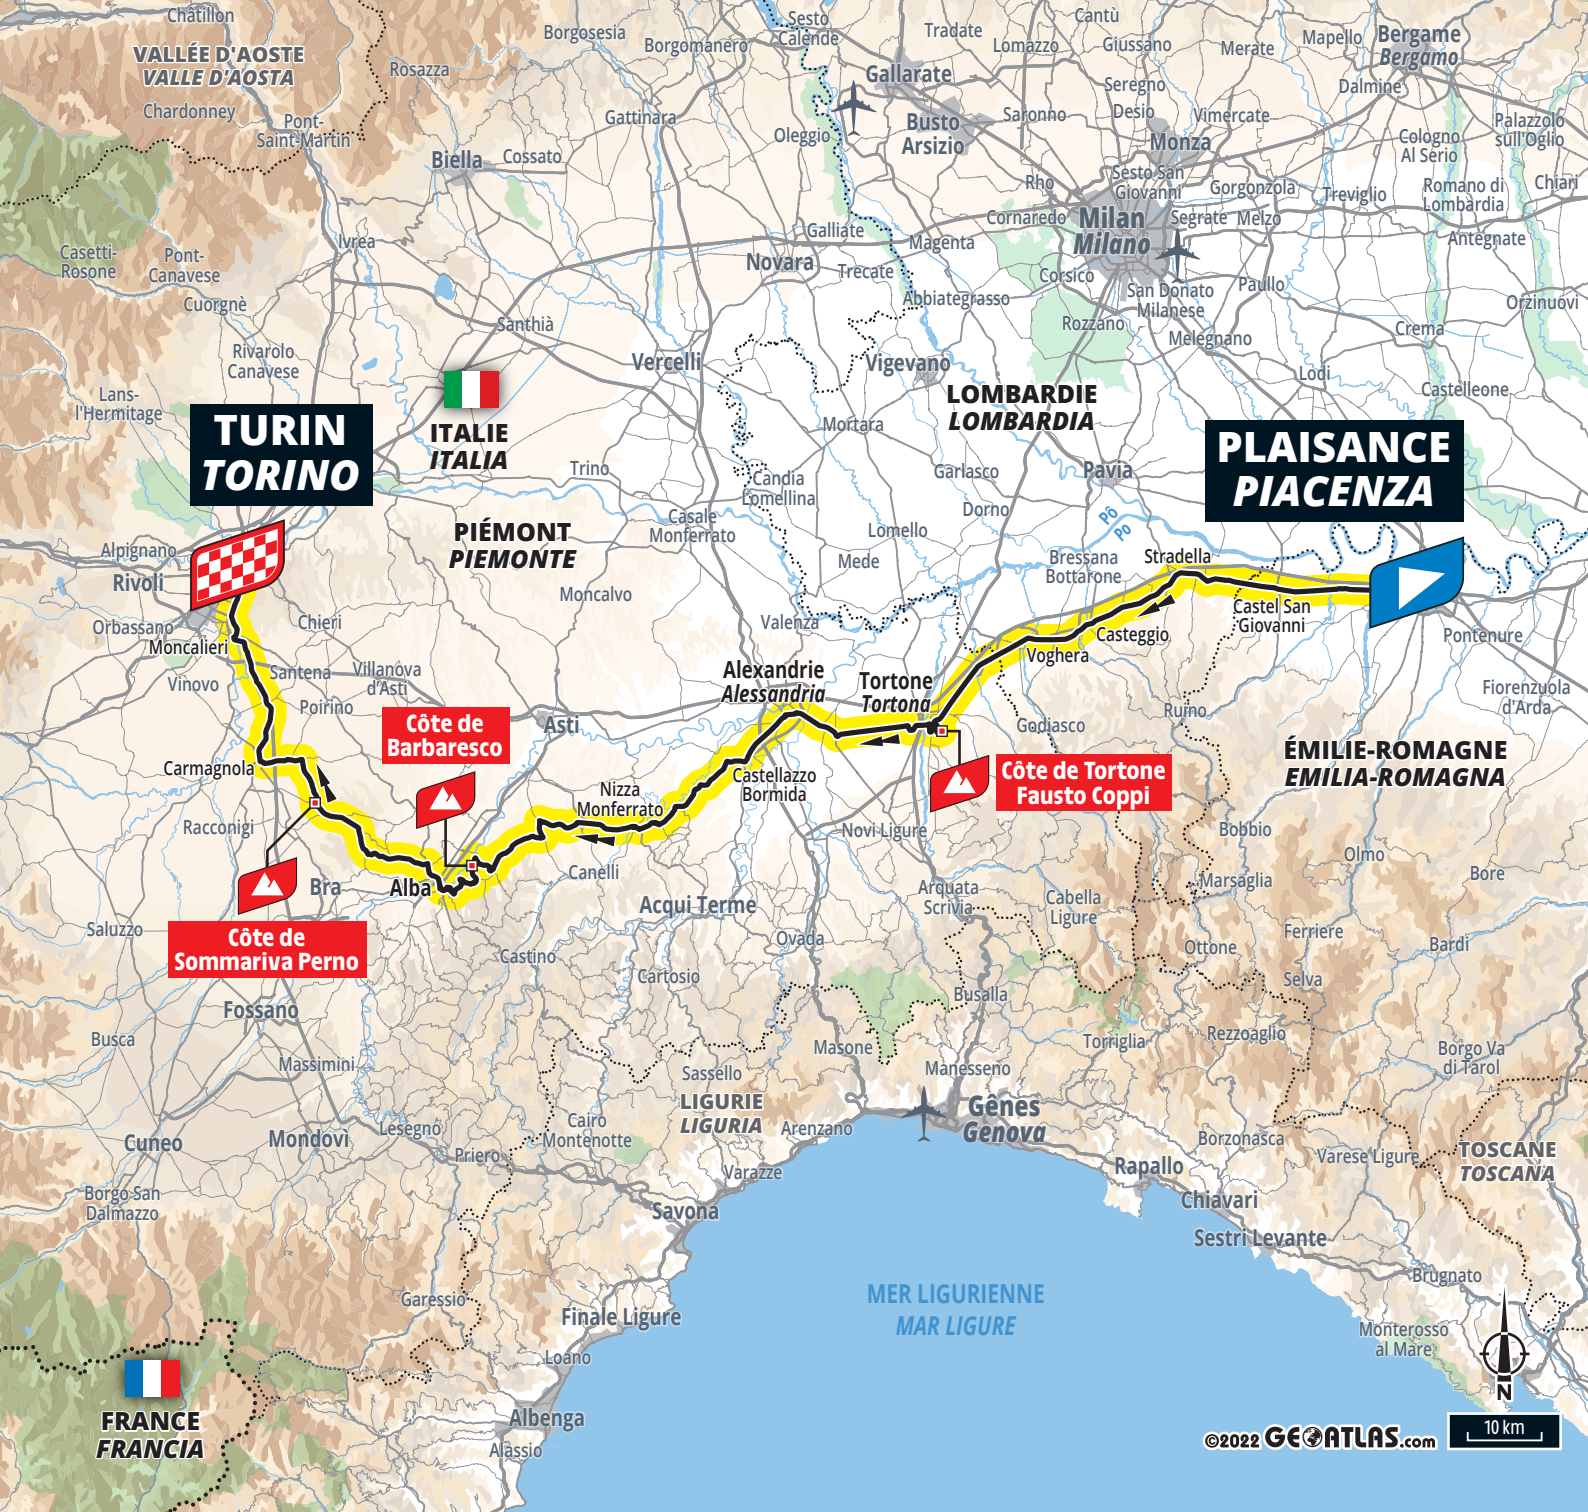 Châtillon
VALLÉE D'AOSTE
VALLE D'AOSTA
Chardonney
Pont-
Saint-Martin
Rosazza
Borgosesia
Borgomanero
Sesto
Calende
Tradate
Lomazzo
Cantù
Giussano
Merate
Mapello
Bergame
Bergamo
Gallarate
Seregno
Desio
Dalmine
Gattinara
Oleggio
Busto
Arsizio
Saronno
Vimercate
Monza
Cologno
Al Serio
Palazzolo
sull'Oglio
Biella
Cossato
Rho
Sesto San
Giovanni
Gorgonzola
Treviglio
Romano di
Lombardia
Chiari
Cornaredo
Milan
Milano
Segrate
Melzo
Antegnate
Casetti-
Rosone
Pont-
Canavese
Ivrea
Galliate
Magenta
Novara
Trecate
Corsico
Cuorgnè
Abbiategrasso
San Donato
Milanese
Paullo
Orzinuovi
Santhià
Rozzano
Melegnano
Crema
Rivarolo
Canavese
Vercelli
Vigevano
Lodi
Castelleone
Lans-
l'Hermitage
LOMBARDIE
LOMBARDIA
TURIN
TORINO
ITALIE
ITALIA
Mortara
PLAISANCE
PIACENZA
Trino
Candia
Lomellina
Garlasco
Pavia
PIÉMONT
PIEMONTE
Casale
Monferrato
Lomello
Dorno
Pô
Po
Alpignano
Rivoli
Mede
Bressana
Bottarone
Stradella
Moncalvo
Castel San
Giovanni
Orbassano
Chieri
Valenza
Casteggio
Pontenure
Moncalieri
Voghera
Vinovo
Santena
Villanova
d'Asti
Alexandrie
Alessandria
Tortone
Tortona
Fiorenzuola
d'Arda
Poirino
Côte de
Barbaresco
Asti
Godiasco
Ruino
ÉMILIE-ROMAGNE
EMILIA-ROMAGNA
Carmagnola
Castellazzo
Bormida
Côte de Tortone
Fausto Coppi
Nizza
Monferrato
Racconigi
Novi Ligure
Bobbio
Olmo
Bore
Alba
Bra
Canelli
Arquata
Scrivia
Cabella
Ligure
Marsaglia
Acqui Terme
Saluzzo
Côte de
Sommariva Perno
Castino
Ovada
Ottone
Ferriere
Bardi
Cartosio
Selva
Fossano
Busalla
Busca
Massimini
Masone
Torriglia
Rezzoaglio
Borgo Va
di Tarol
Sassello
Manesseno
LIGURIE
LIGURIA
Gênes
Genova
Cuneo
Mondovì
Lesegno
Cairo
Montenotte
Arenzano
Borzonasca
Varese Ligure
TOSCANE
TOSCANA
Priero
Varazze
Rapallo
Borgo San
Dalmazzo
Savona
Chiavari
Sestri Levante
Garessio
Finale Ligure
MER LIGURIENNE
MAR LIGURE
Brugnato
Monterosso
al Mare
Loano
FRANCE
FRANCIA
Albenga
Alassio
N
©2022 GEOATLAS.com
10 km